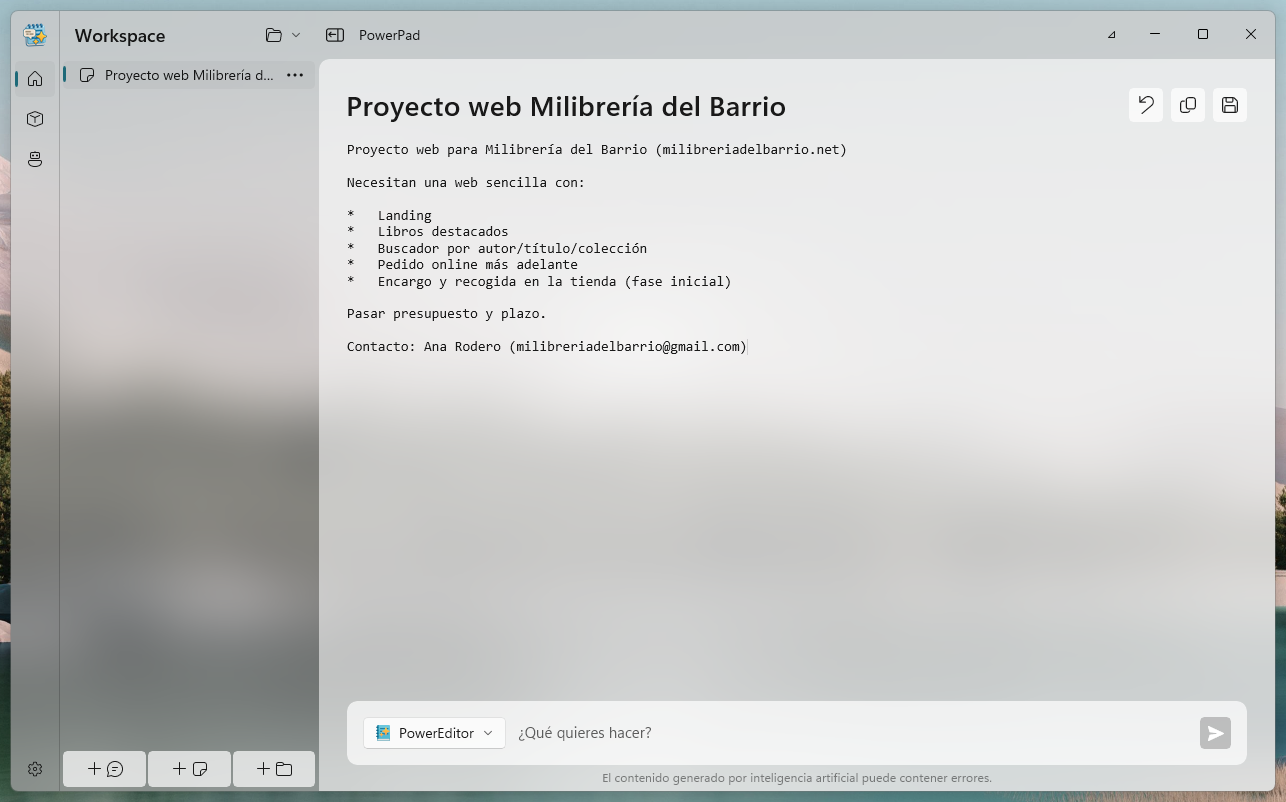 Workspace
PowerPad
Proyecto web Milibrería d...
Proyecto web Milibrería del Barrio
Proyecto web para Milibrería del Barrio (milibreriadelbarrio.net)
Necesitan una web sencilla con:
* Landing
* Libros destacados
* Buscador por autor/título/colección
* Pedido online más adelante
* Encargo y recogida en la tienda (fase inicial)
Pasar presupuesto y plazo.
Contacto: Ana Rodero (milibreriadelbarrio@gmail.com)
PowerEditor
¿Qué quieres hacer?
El contenido generado por inteligencia artificial puede contener errores.